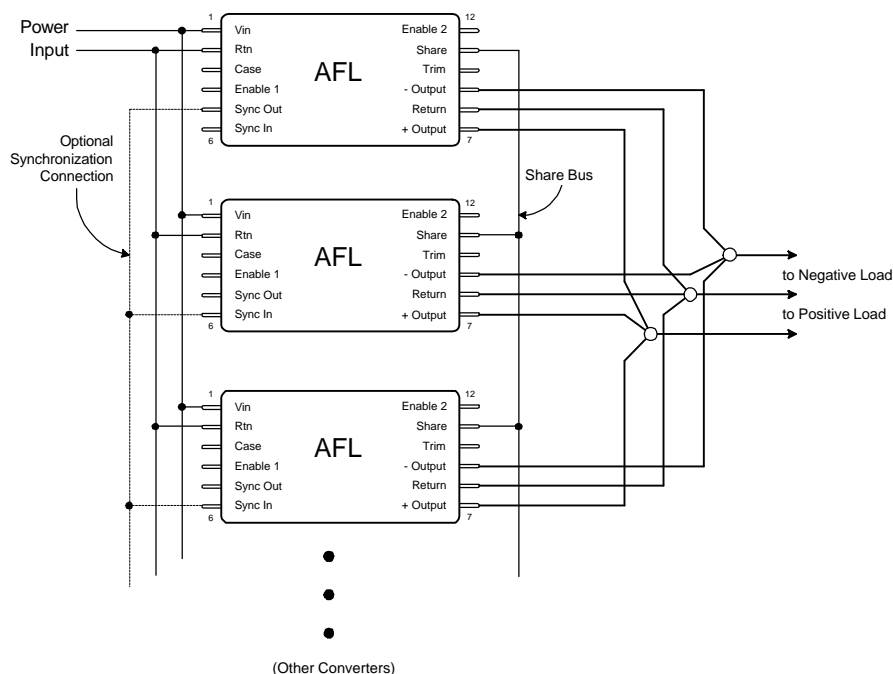 Power
Input
Optional
Synchronization
Connection
1
Vin
Rtn
Case
Enable 1
Sync Out
Sync In
6
AFL
12
Enable 2
Share
Trim
- Output
Return
+ Output
7
Share Bus
1
Vin
Rtn
Case
Enable 1
Sync Out
Sync In
6
AFL
12
Enable 2
Share
Trim
- Output
Return
+ Output
7
to Negative Load
to Positive Load
1
Vin
Rtn
Case
Enable 1
Sync Out
Sync In
6
AFL
12
Enable 2
Share
Trim
- Output
Return
+ Output
7
(Other Converters)